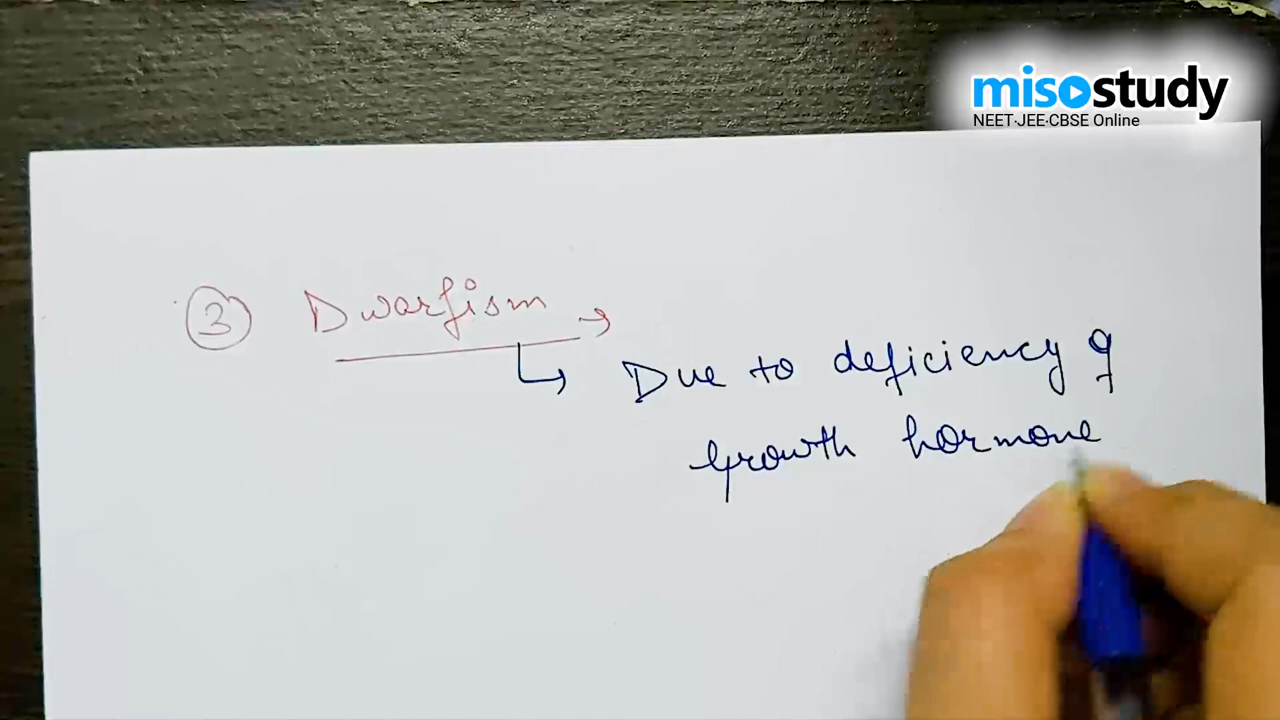 misostudy
NEET·JEE·CBSE Online
3 Dwarfism →
↳ Due to deficiency of
growth hormone